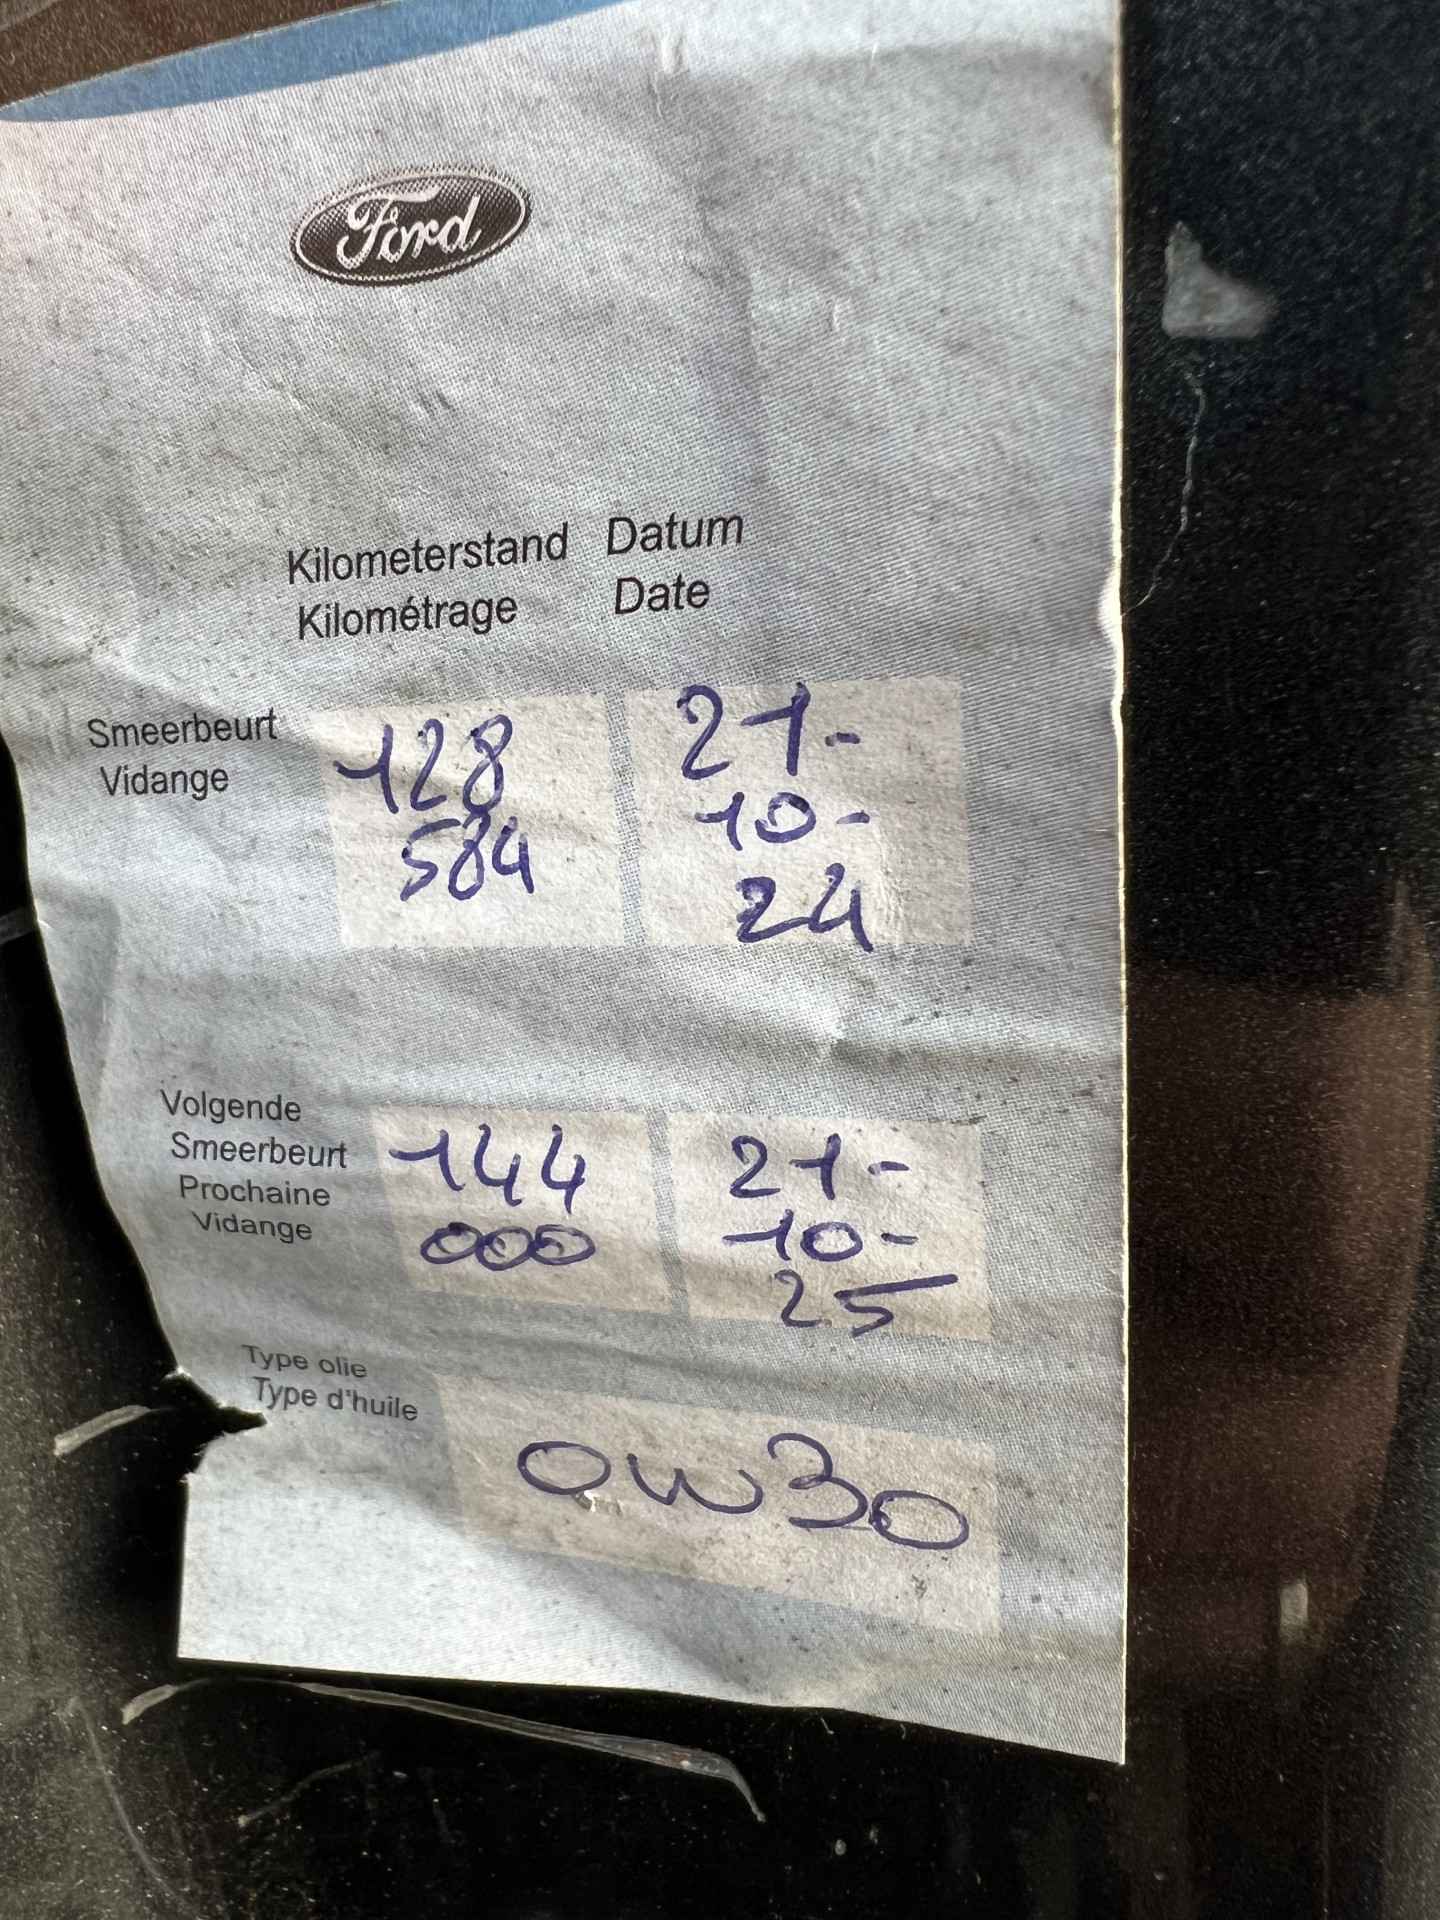 Ford
Kilometerstand Datum
Kilométrage Date
Smeerbeurt
Vidange
128
584
21-
10-
24
Volgende
Smeerbeurt
Prochaine
Vidange
144
000
21-
10-
25
Type olie
Type d'huile
0W30